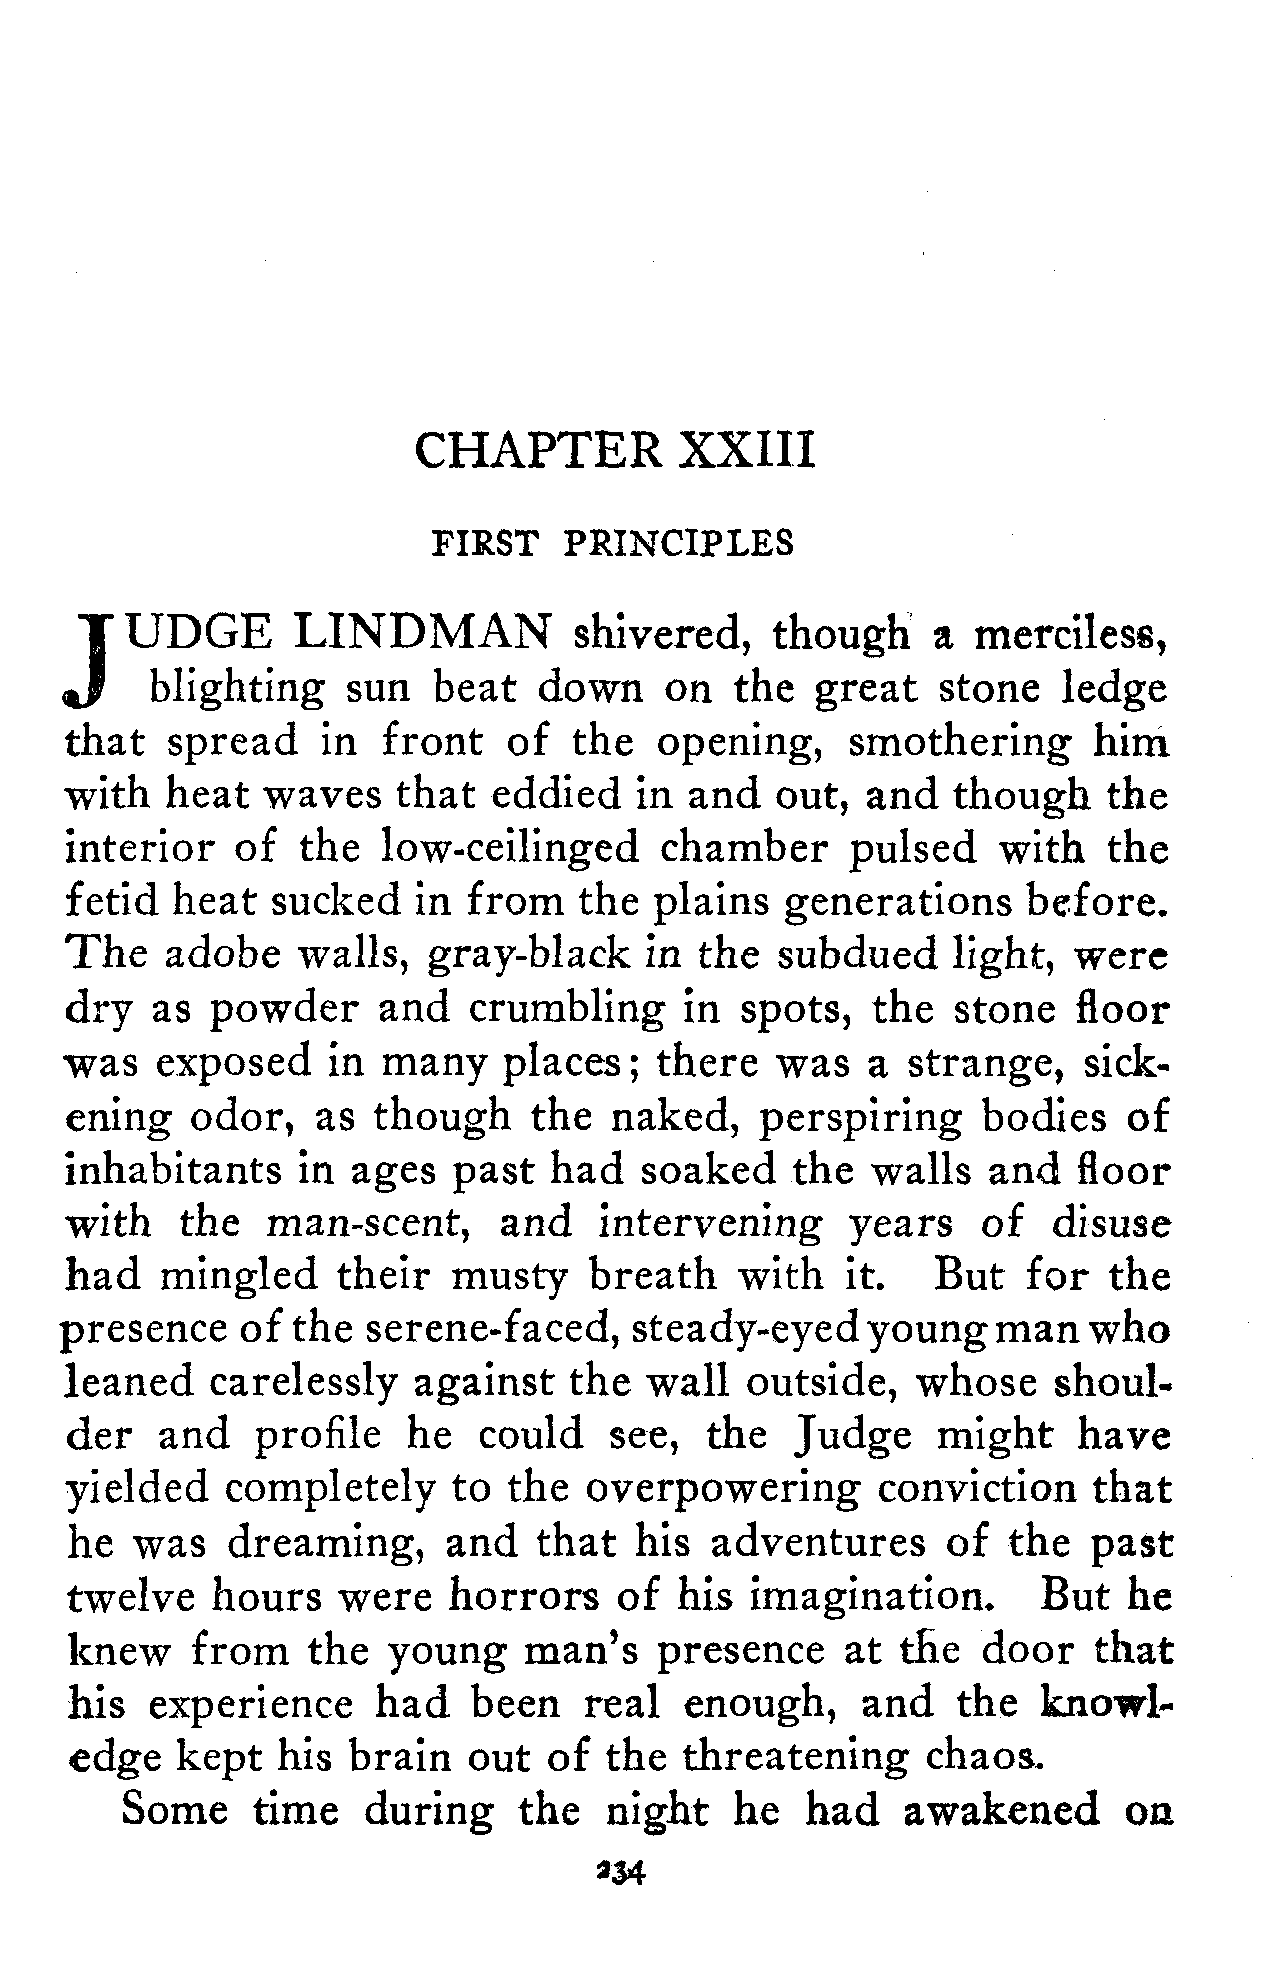 CHAPTER XXIII
FIRST PRINCIPLES
JUDGE LINDMAN shivered, though a merciless,
blighting sun beat down on the great stone ledge
that spread in front of the opening, smothering him
with heat waves that eddied in and out, and though the
interior of the low-ceilinged chamber pulsed with the
fetid heat sucked in from the plains generations before.
The adobe walls, gray-black in the subdued light, were
dry as powder and crumbling in spots, the stone floor
was exposed in many places; there was a strange, sick-
ening odor, as though the naked, perspiring bodies of
inhabitants in ages past had soaked the walls and floor
with the man-scent, and intervening years of disuse
had mingled their musty breath with it. But for the
presence of the serene-faced, steady-eyed young man who
leaned carelessly against the wall outside, whose shoul-
der and profile he could see, the Judge might have
yielded completely to the overpowering conviction that
he was dreaming, and that his adventures of the past
twelve hours were horrors of his imagination. But he
knew from the young man's presence at the door that
his experience had been real enough, and the knowl-
edge kept his brain out of the threatening chaos.
Some time during the night he had awakened on
234